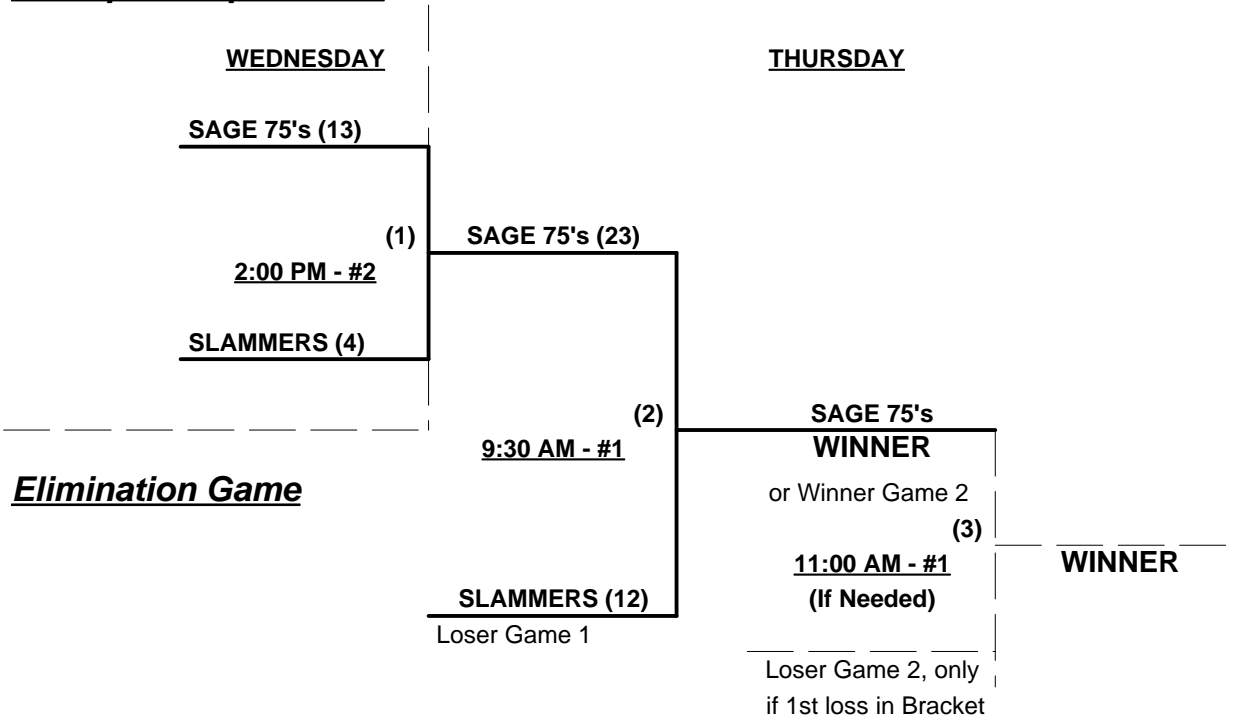 WEDNESDAY
THURSDAY
SAGE 75's (13)
(1)
SAGE 75's (23)
2:00 PM - #2
SLAMMERS (4)
(2)
SAGE 75's
9:30 AM - #1
WINNER
Elimination Game
or Winner Game 2
(3)
11:00 AM - #1
WINNER
(If Needed)
SLAMMERS (12)
Loser Game 1
Loser Game 2, only
if 1st loss in Bracket